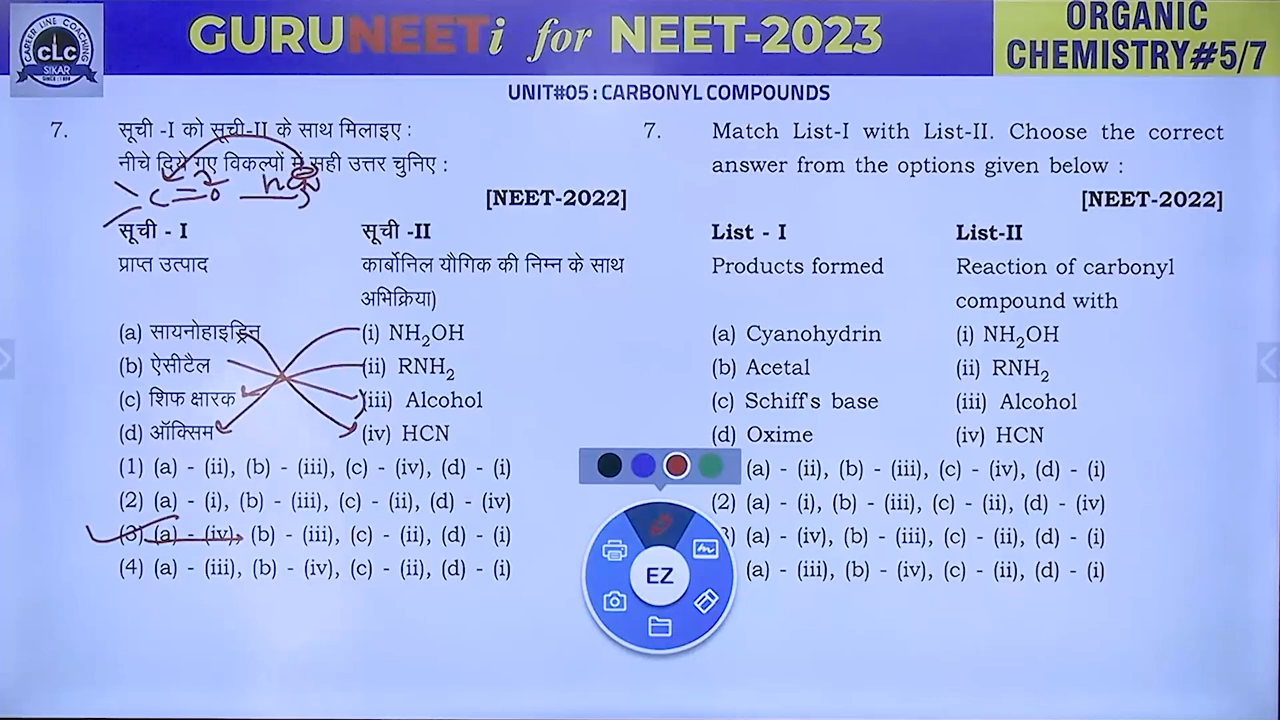 CAREER LINE COACHING
CLC
SIKAR
SINCE : 1996
GURUNEETi for NEET-2023
ORGANIC
CHEMISTRY#5/7
UNIT#05 : CARBONYL COMPOUNDS
7. सूची -I को सूची-II के साथ मिलाइए :
नीचे दिये गए विकल्पों में सही उत्तर चुनिए :
C=O
[NEET-2022]
सूची - I सूची -II
प्राप्त उत्पाद कार्बोनिल यौगिक की निम्न के साथ
अभिक्रिया)
(a) सायनोहाइड्रिन (i) NH₂OH
(b) ऐसीटैल (ii) RNH₂
(c) शिफ क्षारक (iii) Alcohol
(d) ऑक्सिम (iv) HCN
(1) (a) - (ii), (b) - (iii), (c) - (iv), (d) - (i)
(2) (a) - (i), (b) - (iii), (c) - (ii), (d) - (iv)
(3) (a) - (iv), (b) - (iii), (c) - (ii), (d) - (i)
(4) (a) - (iii), (b) - (iv), (c) - (ii), (d) - (i)
7. Match List-I with List-II. Choose the correct
answer from the options given below :
[NEET-2022]
List - I List-II
Products formed Reaction of carbonyl
compound with
(a) Cyanohydrin (i) NH₂OH
(b) Acetal (ii) RNH₂
(c) Schiff's base (iii) Alcohol
(d) Oxime (iv) HCN
(a) - (ii), (b) - (iii), (c) - (iv), (d) - (i)
(2) (a) - (i), (b) - (iii), (c) - (ii), (d) - (iv)
(a) - (iv), (b) - (iii), (c) - (ii), (d) - (i)
(a) - (iii), (b) - (iv), (c) - (ii), (d) - (i)
EZ